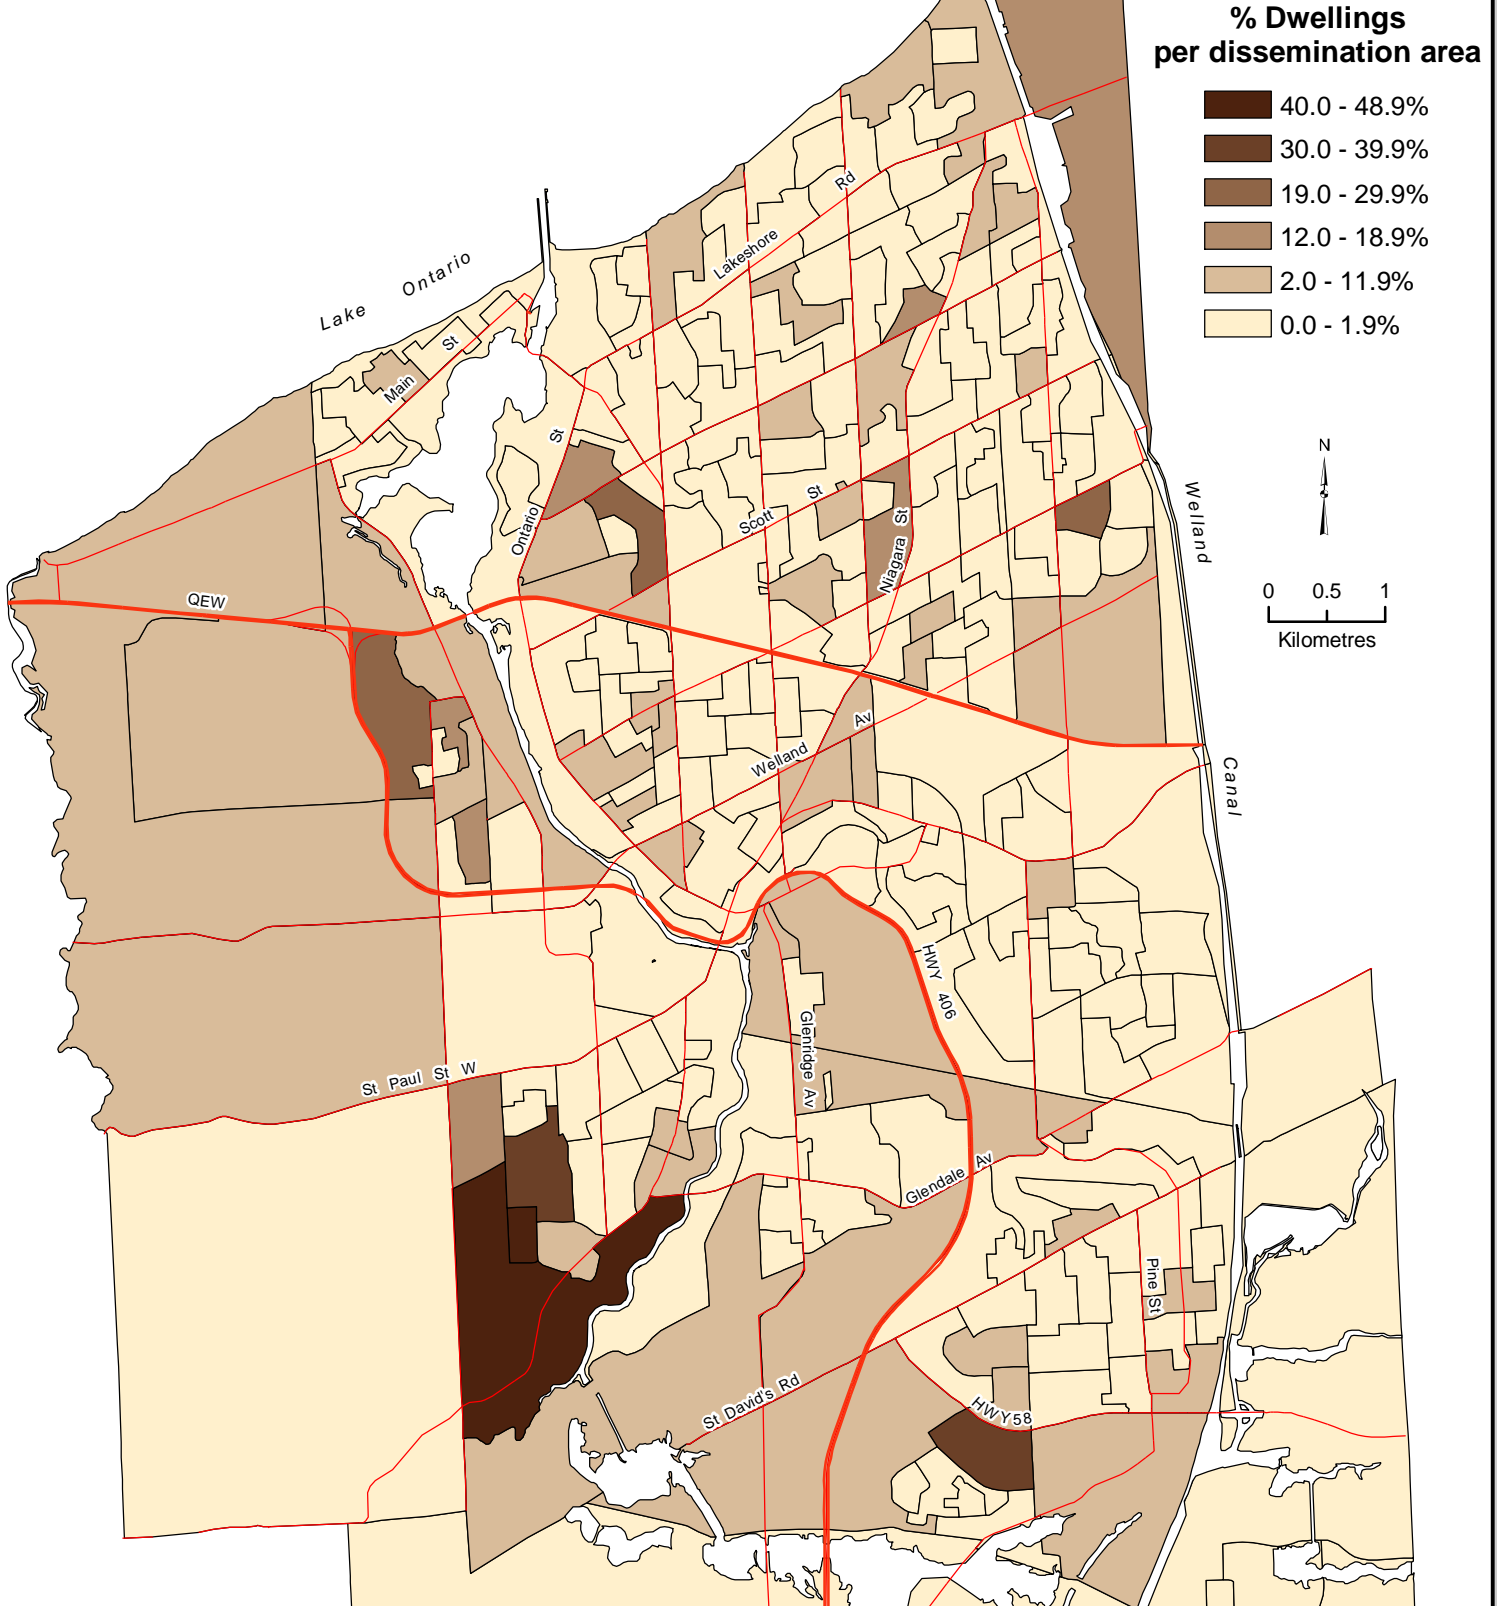 % Dwellings
per dissemination area
40.0 - 48.9%
30.0 - 39.9%
19.0 - 29.9%
12.0 - 18.9%
2.0 - 11.9%
0.0 - 1.9%
N
0 0.5 1
Kilometres
Lake Ontario
Lakeshore Rd
Main St
Ontario St
Scott St
Niagara St
Welland Canal
QEW
Welland Av
HWY 406
Glenridge Av
St Paul St W
Glendale Av
Pine St
St David's Rd
HWY58